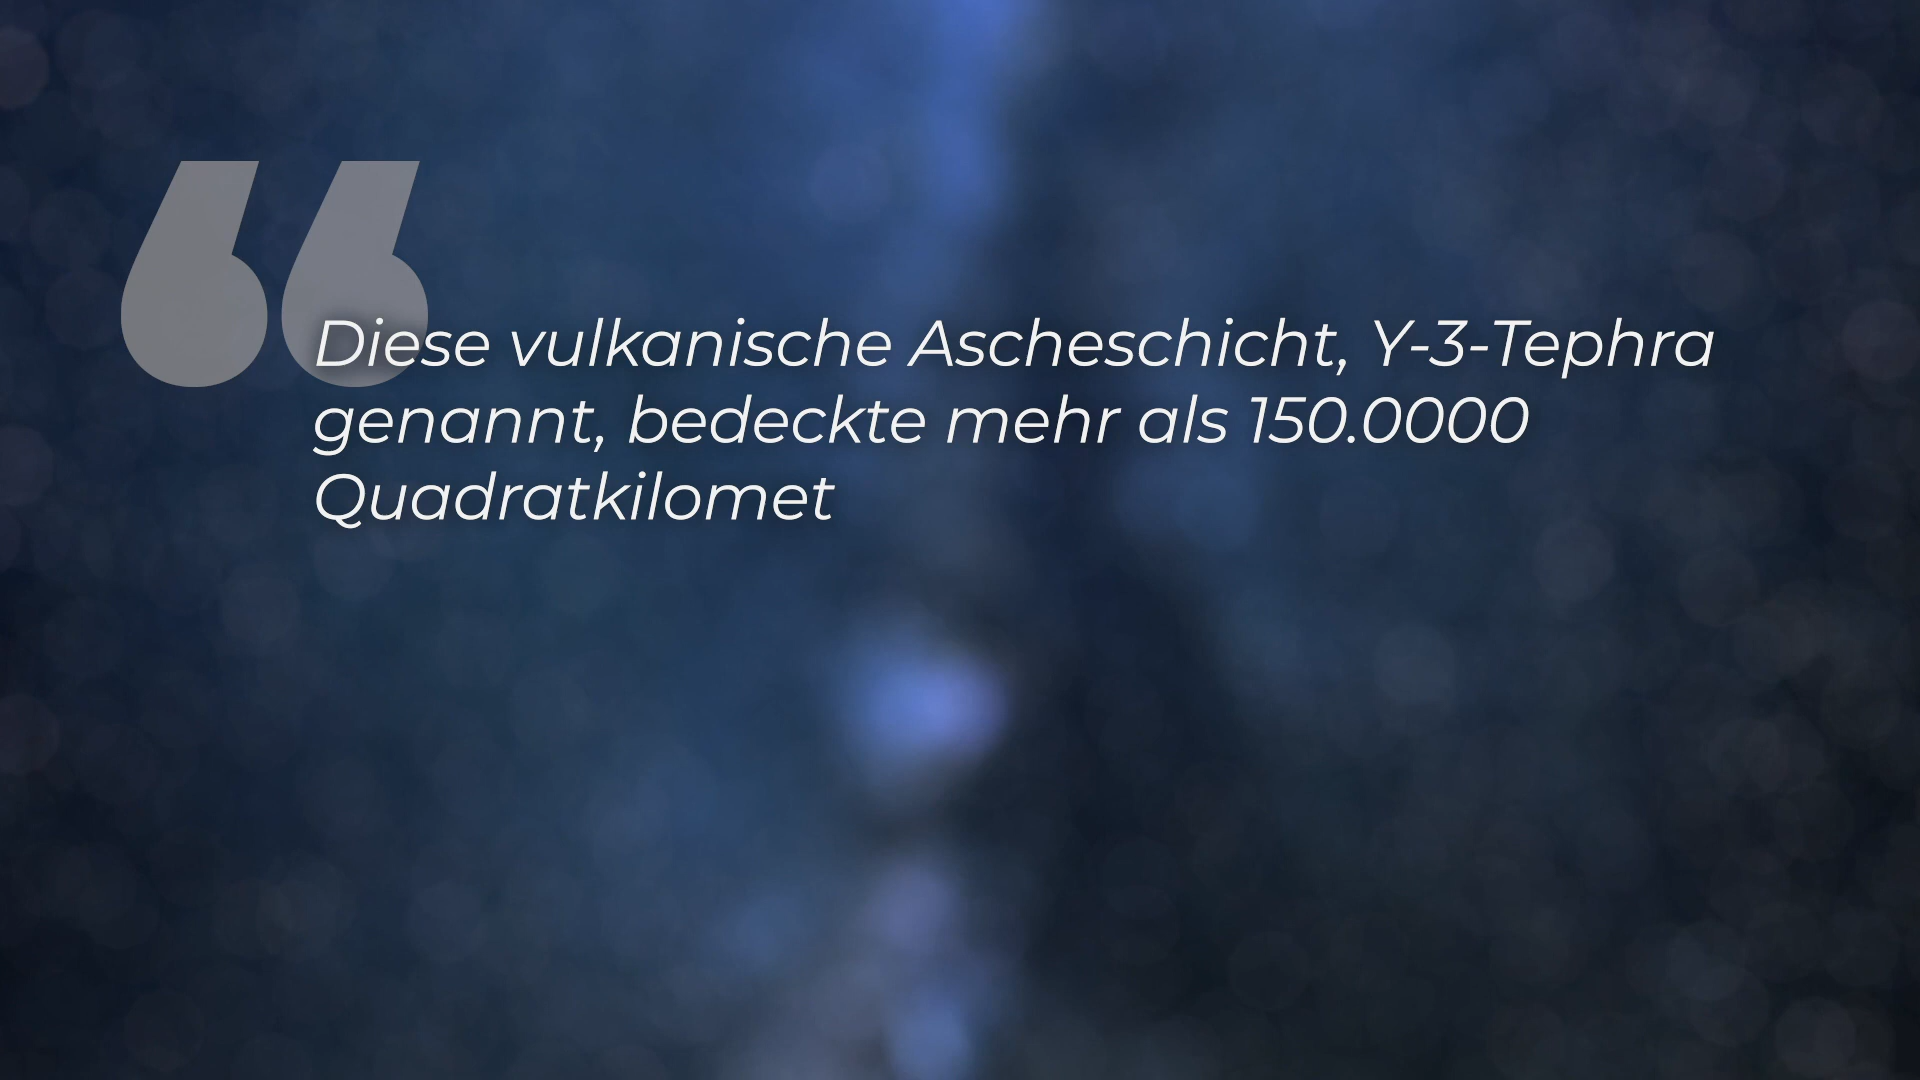 Diese vulkanische Ascheschicht, Y-3-Tephra
genannt, bedeckte mehr als 150.0000
Quadratkilomet